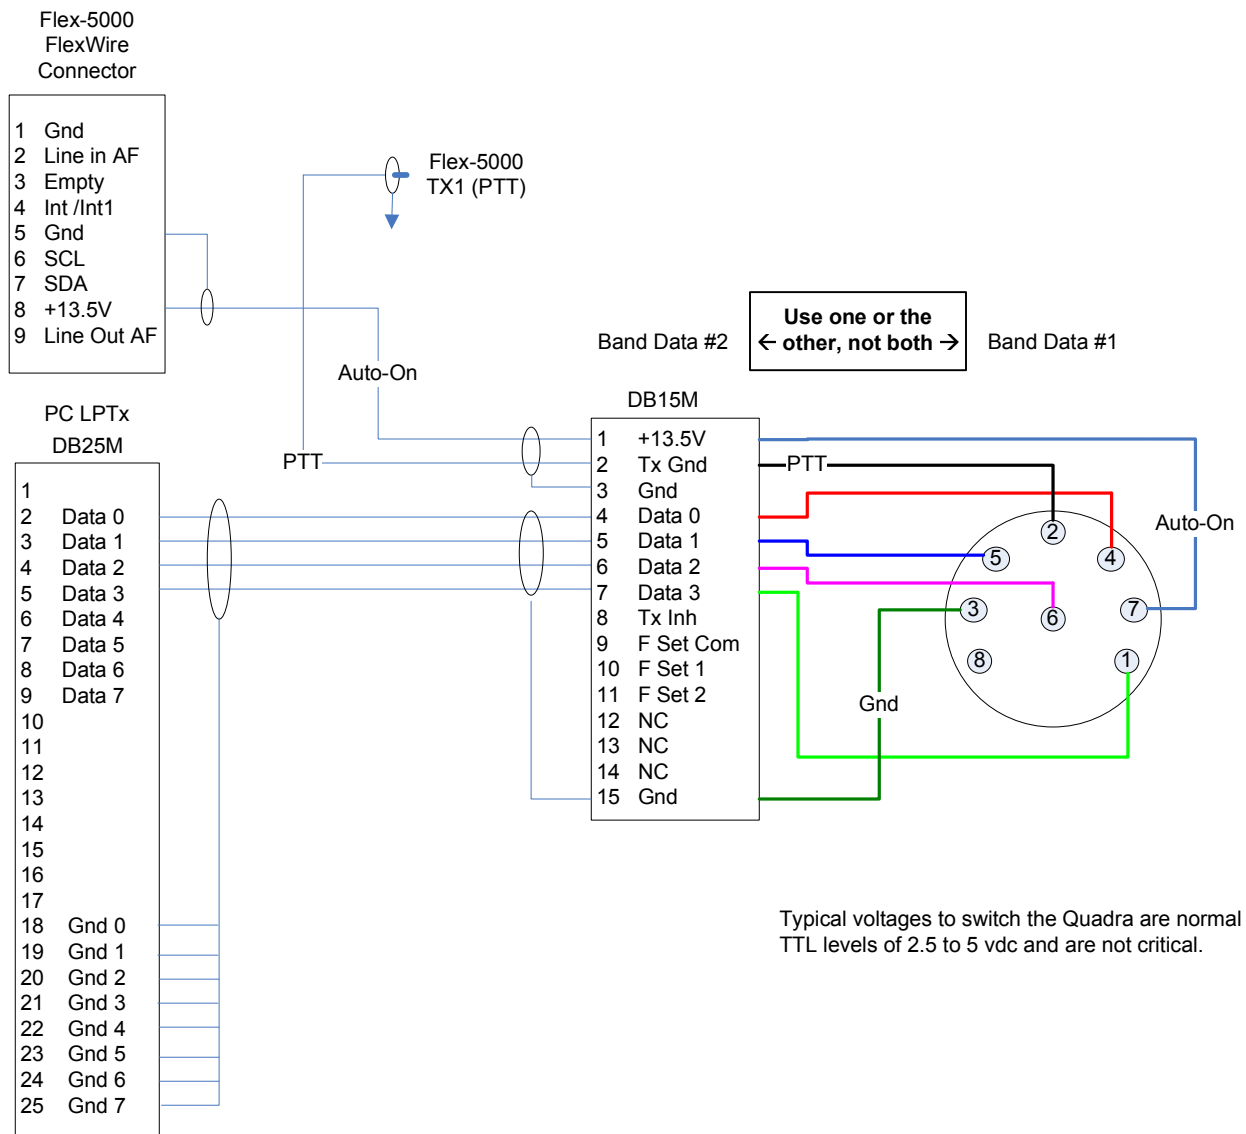 Flex-5000
FlexWire
Connector
1 Gnd
2 Line in AF
3 Empty
4 Int /Int1
5 Gnd
6 SCL
7 SDA
8 +13.5V
9 Line Out AF
Flex-5000
TX1 (PTT)
Auto-On
PTT
PC LPTx
DB25M
1
2 Data 0
3 Data 1
4 Data 2
5 Data 3
6 Data 4
7 Data 5
8 Data 6
9 Data 7
10
11
12
13
14
15
16
17
18 Gnd 0
19 Gnd 1
20 Gnd 2
21 Gnd 3
22 Gnd 4
23 Gnd 5
24 Gnd 6
25 Gnd 7
Band Data #2
Use one or the
← other, not both →
Band Data #1
DB15M
1 +13.5V
2 Tx Gnd
3 Gnd
4 Data 0
5 Data 1
6 Data 2
7 Data 3
8 Tx Inh
9 F Set Com
10 F Set 1
11 F Set 2
12 NC
13 NC
14 NC
15 Gnd
PTT
Auto-On
Gnd
2
5
4
3
6
7
8
1
Typical voltages to switch the Quadra are normal
TTL levels of 2.5 to 5 vdc and are not critical.